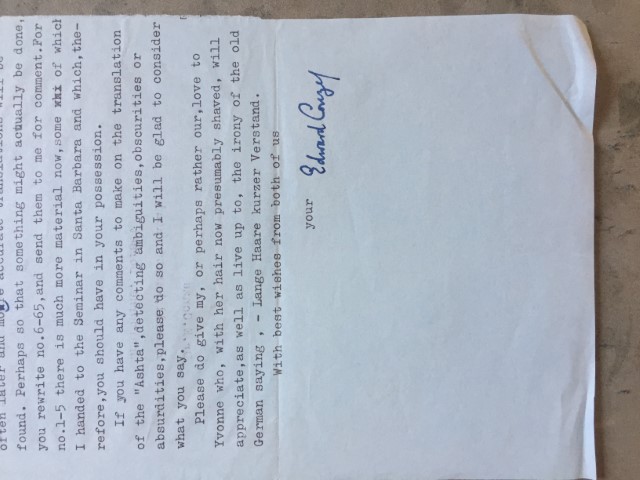 often later and more accurate translations will be
found. Perhaps so that something might actually be done,
you rewrite no.6-65,and send them to me for comment.For
no.1-5 there is much more material now,some of which
I handed to the Seminar in Santa Barbara and which,the-
refore,you should have in your possession.
If you have any comments to make on the translation
of the "Ashta",detecting ambiguities,obscurities or
absurdities,please do so and I will be glad to consider
what you say.
Please do give my, or perhaps rather our,love to
Yvonne who, with her hair now presumably shaved, will
appreciate,as well as live up to, the irony of the old
German saying , - Lange Haare kurzer Verstand.
With best wishes from both of us
your Edward Conze